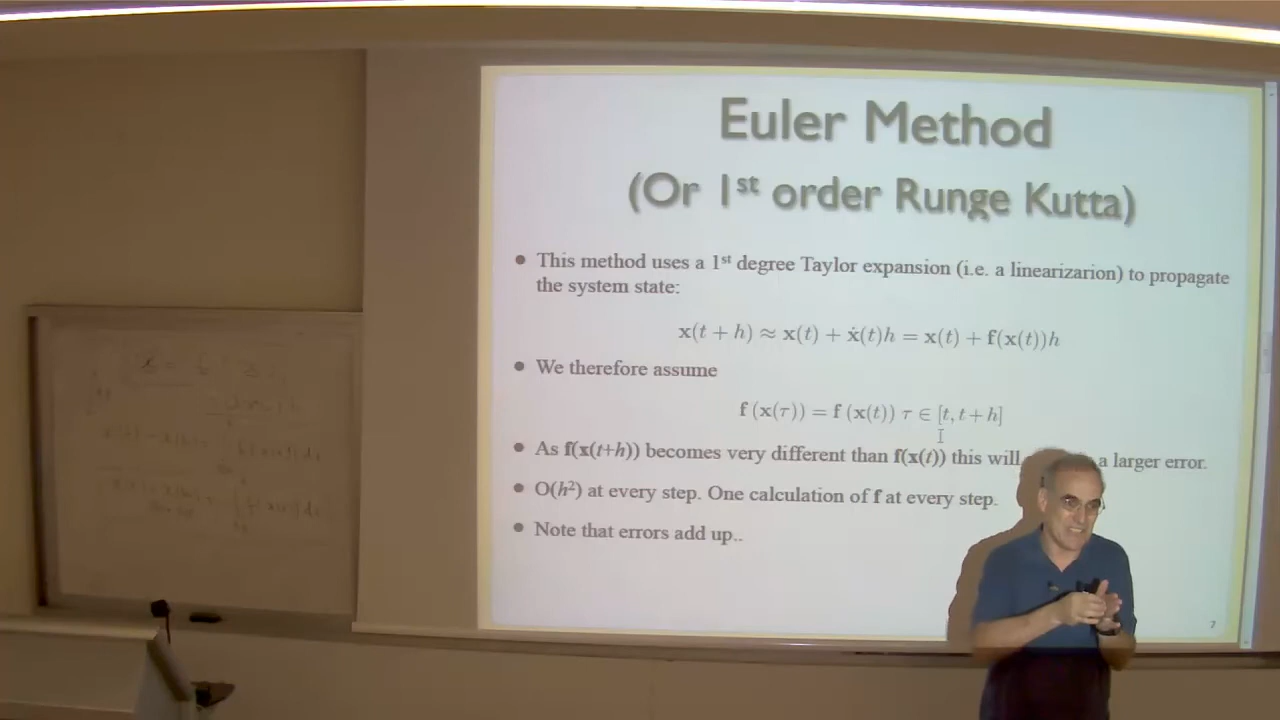 Euler Method
(Or 1st order Runge Kutta)
• This method uses a 1st degree Taylor expansion (i.e. a linearizarion) to propagate
the system state:
x(t + h) ≈ x(t) + ẋ(t)h = x(t) + f(x(t))h
• We therefore assume
f (x(τ)) = f (x(t)) τ ∈ [t, t + h]
• As f(x(t+h)) becomes very different than f(x(t)) this will a larger error.
• O(h²) at every step. One calculation of f at every step.
• Note that errors add up..
7